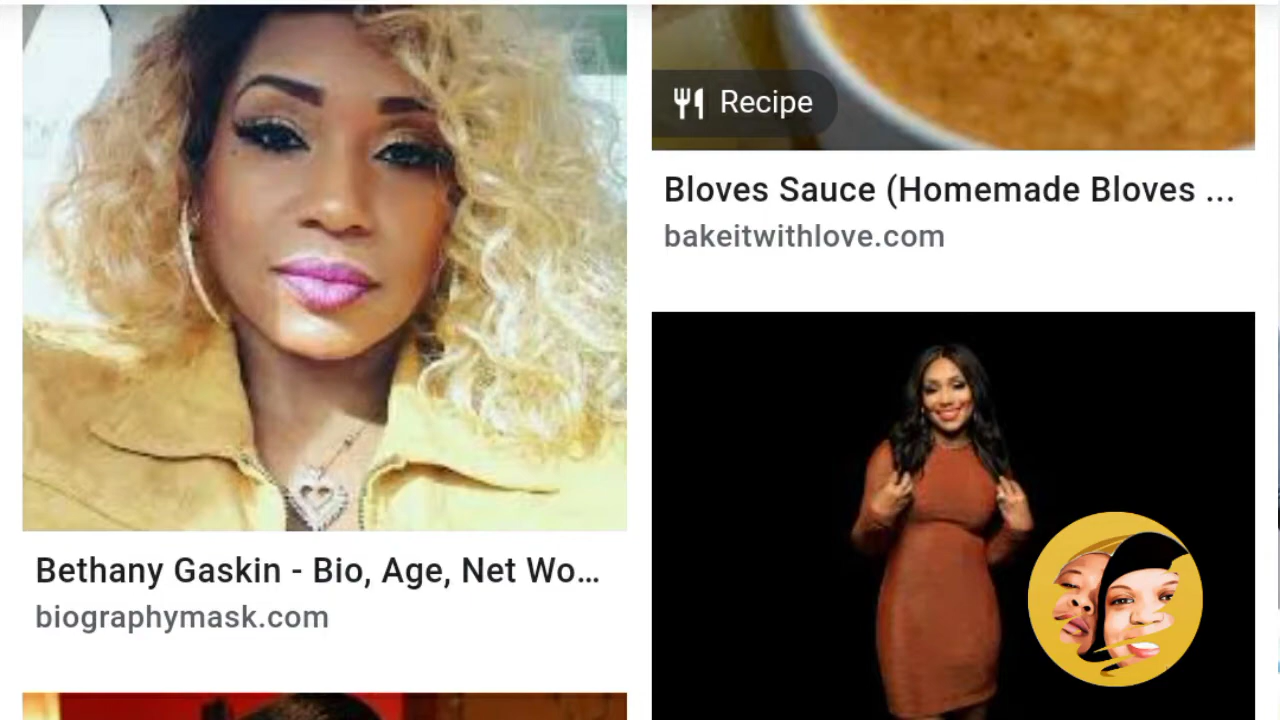 Recipe
Bloves Sauce (Homemade Bloves ...
bakeitwithlove.com
Bethany Gaskin - Bio, Age, Net Wo...
biographymask.com